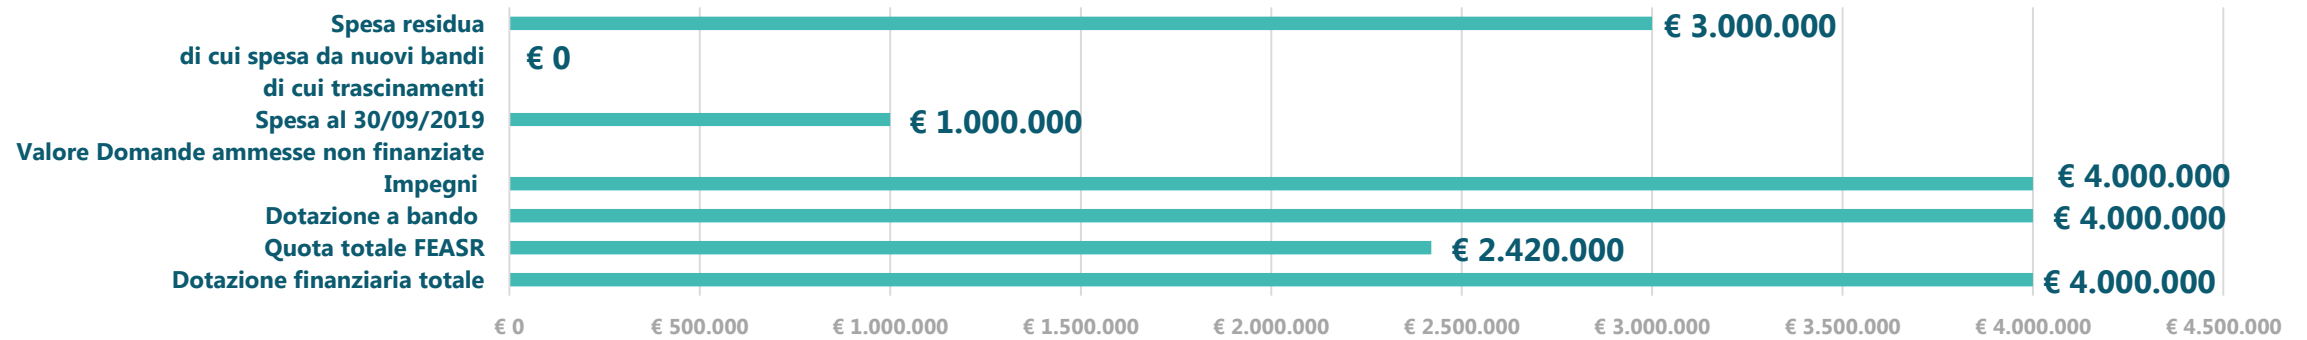 Spesa residua € 3.000.000
di cui spesa da nuovi bandi € 0
di cui trascinamenti
Spesa al 30/09/2019 € 1.000.000
Valore Domande ammesse non finanziate
Impegni € 4.000.000
Dotazione a bando € 4.000.000
Quota totale FEASR € 2.420.000
Dotazione finanziaria totale € 4.000.000
€ 0 € 500.000 € 1.000.000 € 1.500.000 € 2.000.000 € 2.500.000 € 3.000.000 € 3.500.000 € 4.000.000 € 4.500.000